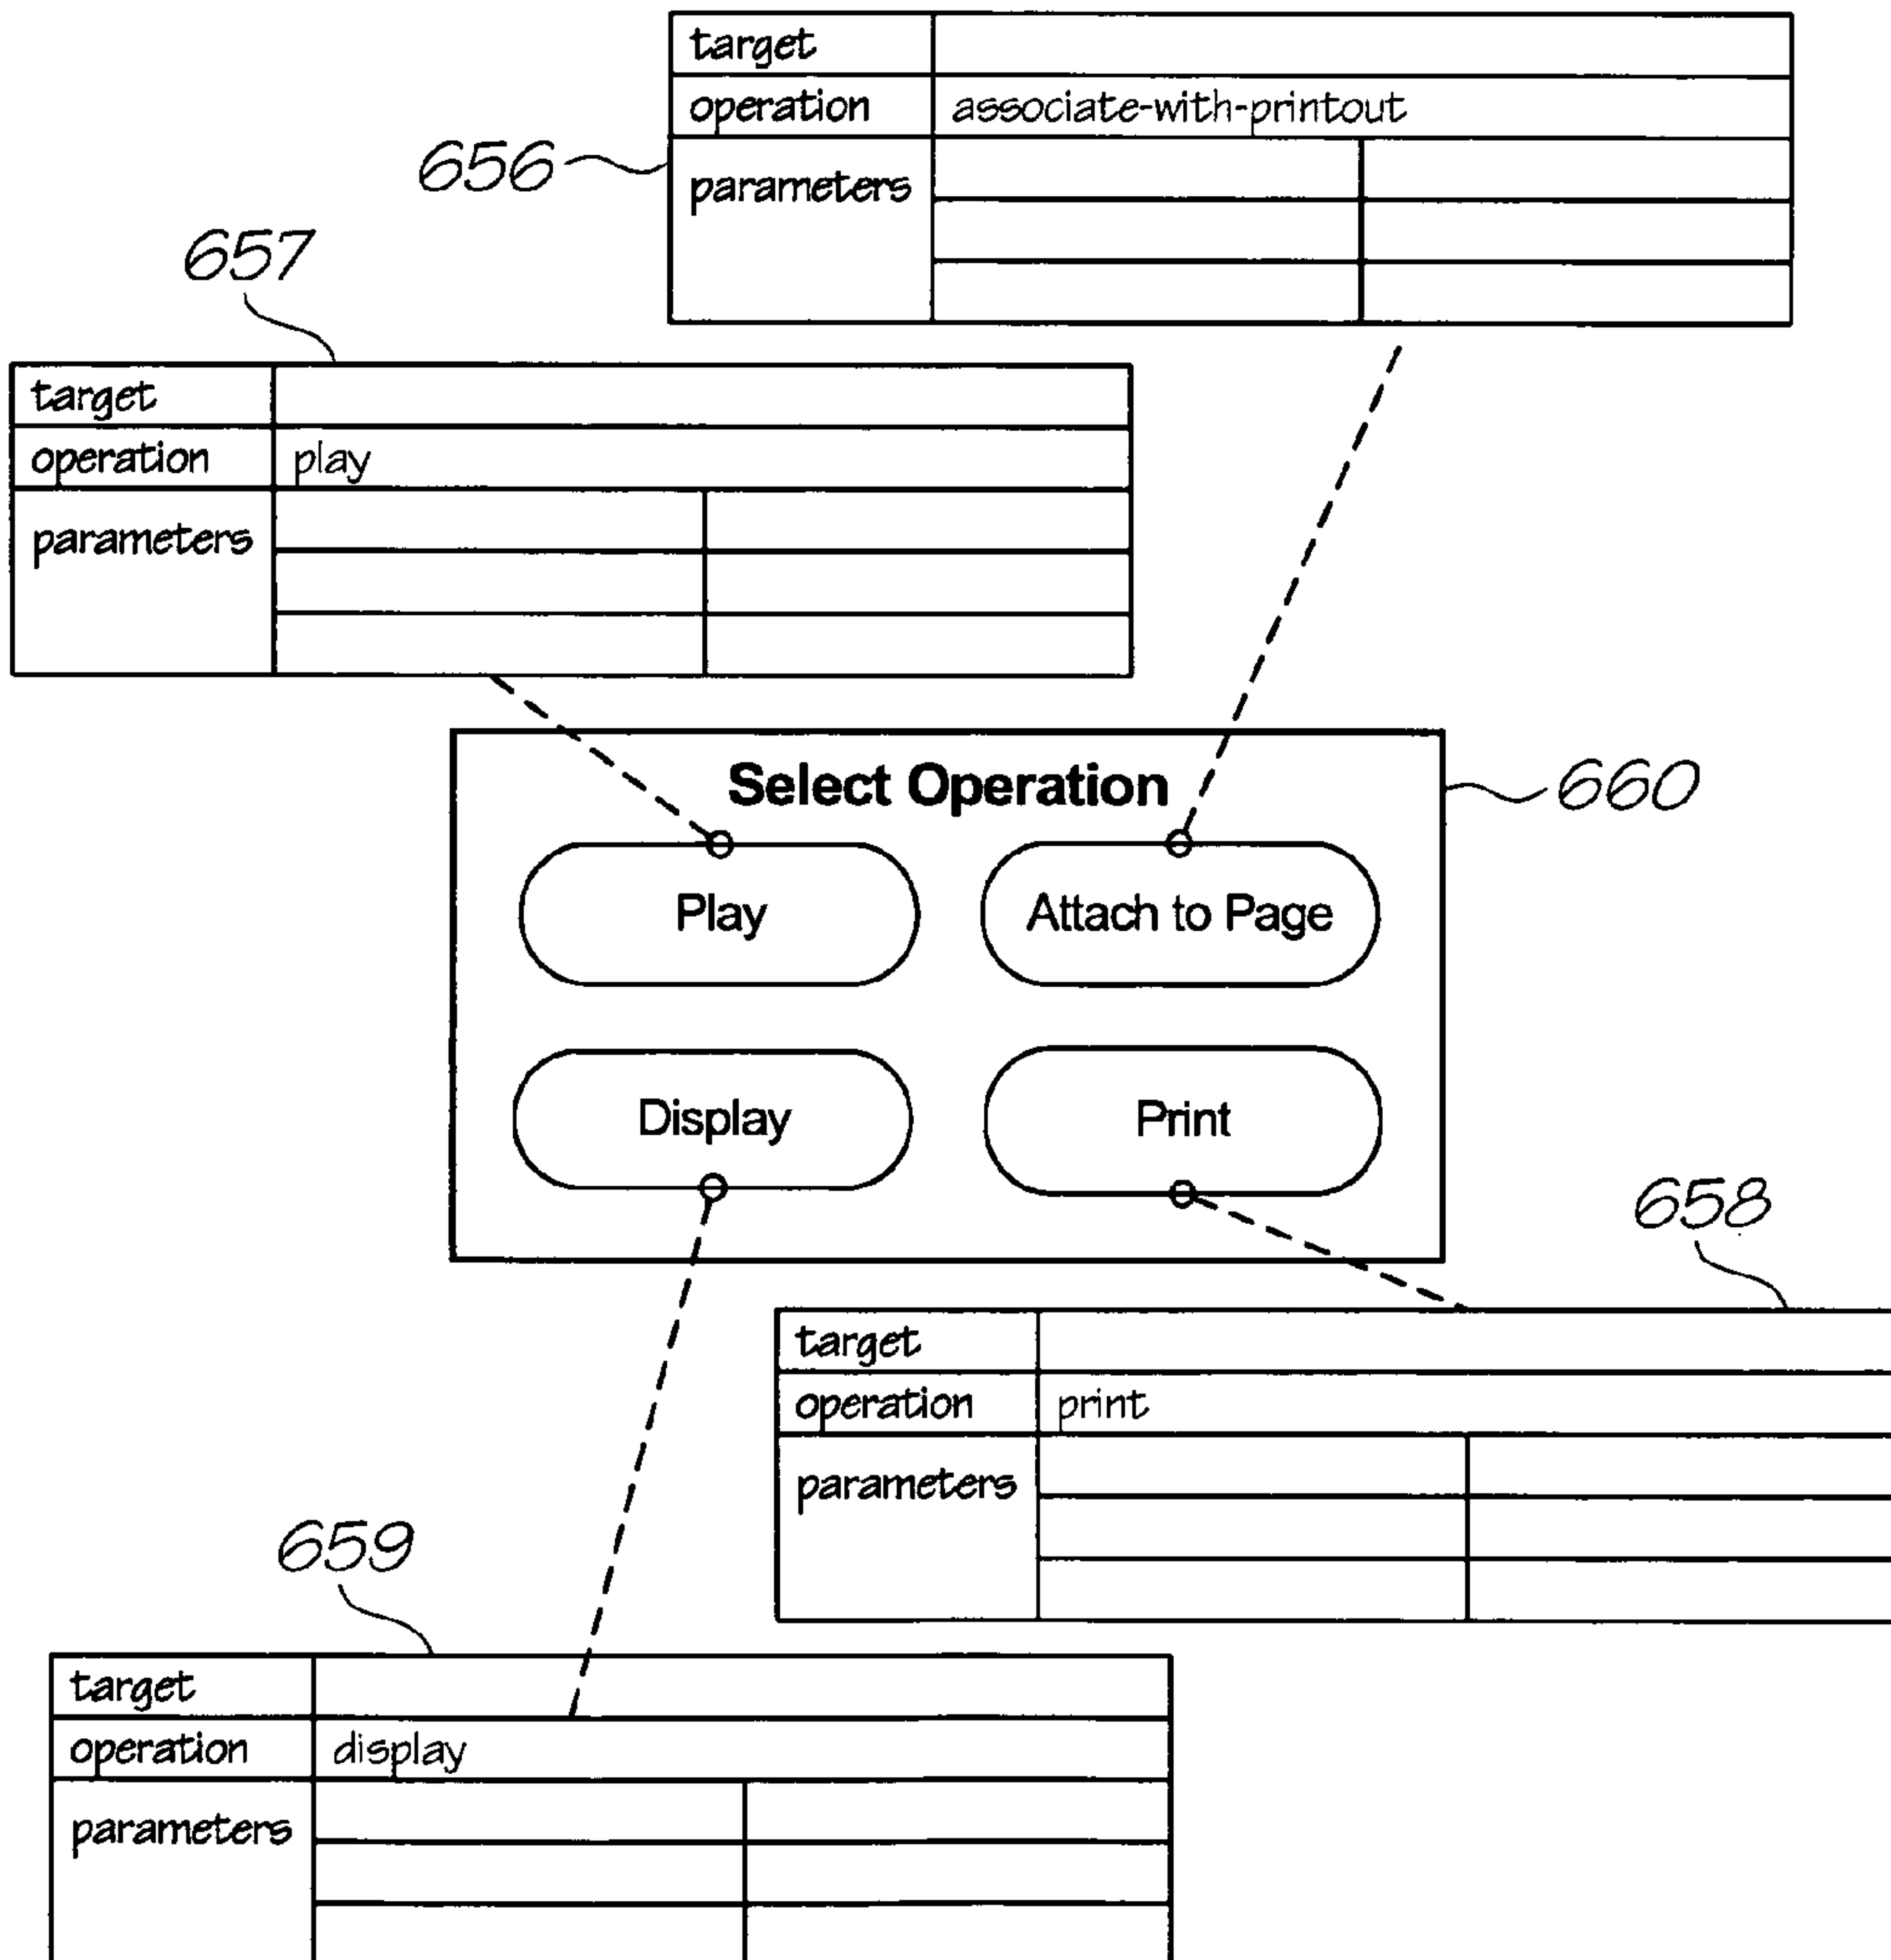 target
operation associate-with-printout
656
parameters
657
target
operation play
parameters
Select Operation
660
Play Attach to Page
Display Print
658
target
operation print
parameters
659
target
operation display
parameters